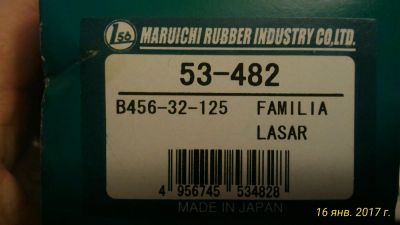 156 MARUICHI RUBBER INDUSTRY CO,.LTD.
53-482
B456-32-125 FAMILIA
LASAR
4 956745 534828
MADE IN JAPAN
16 янв. 2017 г.